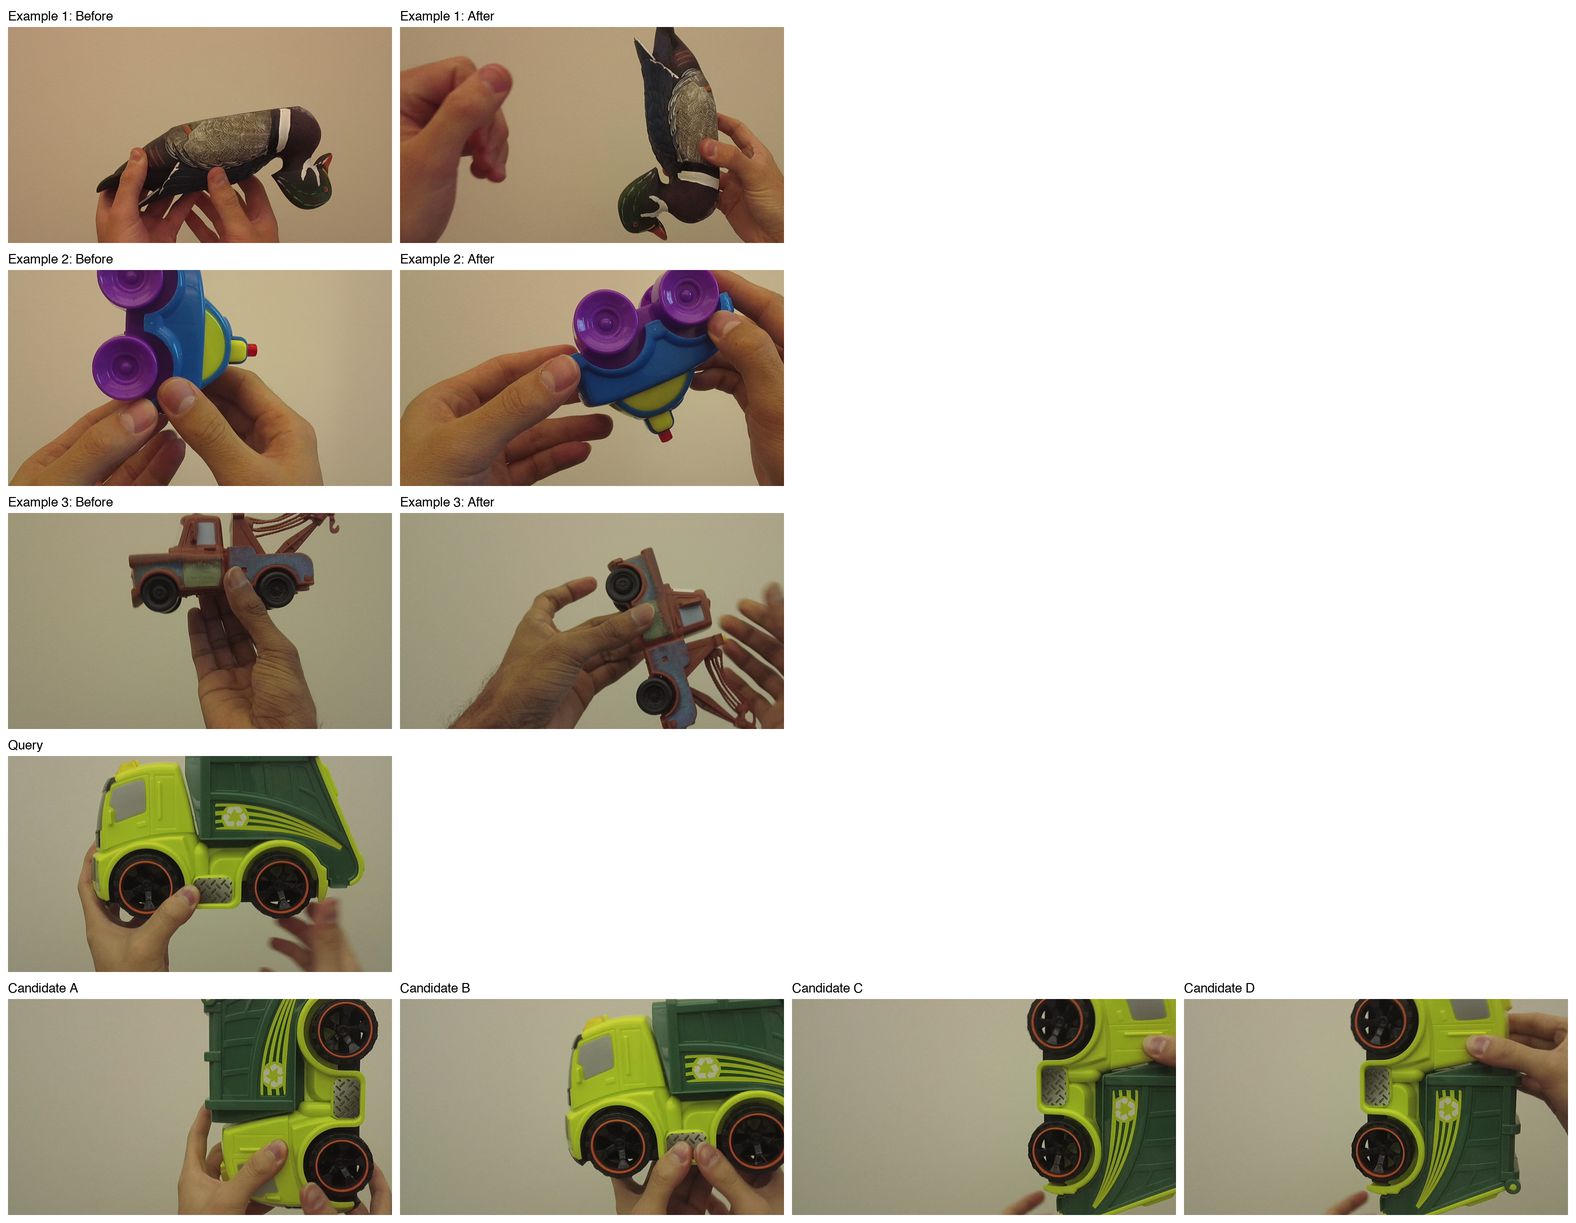 Example 1: Before
Example 1: After
Example 2: Before
Example 2: After
Example 3: Before
Example 3: After
Query
Candidate A
Candidate B
Candidate C
Candidate D